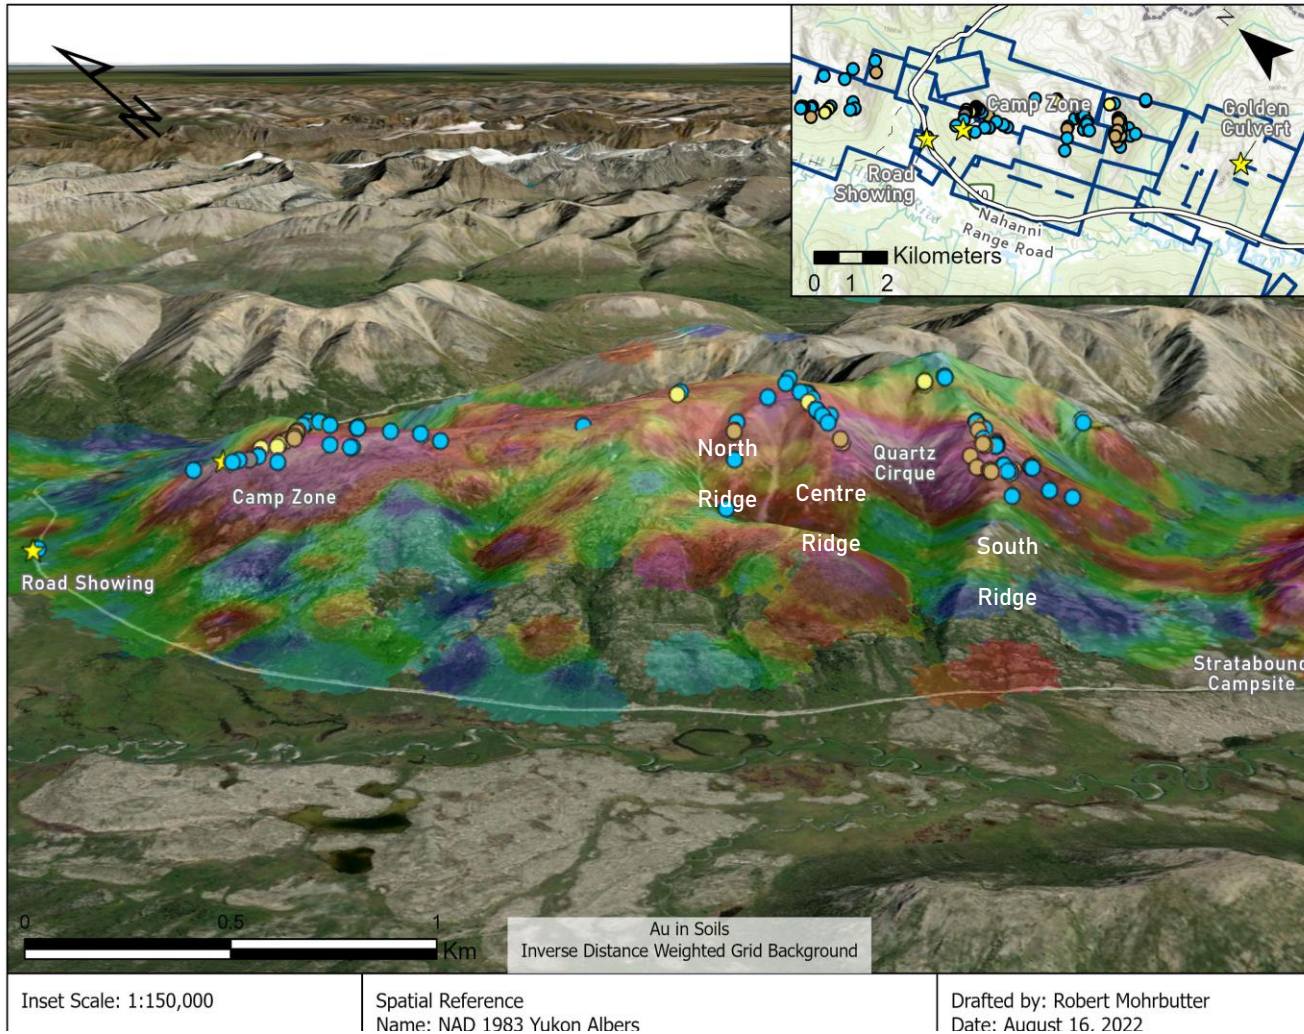 N
N
Camp Zone
Golden
Culvert
Road
Showing
Nahanni
Range Road
Kilometers
0 1 2
North
Ridge
Quartz
Cirque
Centre
Ridge
Camp Zone
South
Ridge
Road Showing
Stratabound
Campsite
0 0.5 1
Km
Au in Soils
Inverse Distance Weighted Grid Background
Inset Scale: 1:150,000
Spatial Reference
Name: NAD 1983 Yukon Albers
Drafted by: Robert Mohrbutter
Date: August 16, 2022